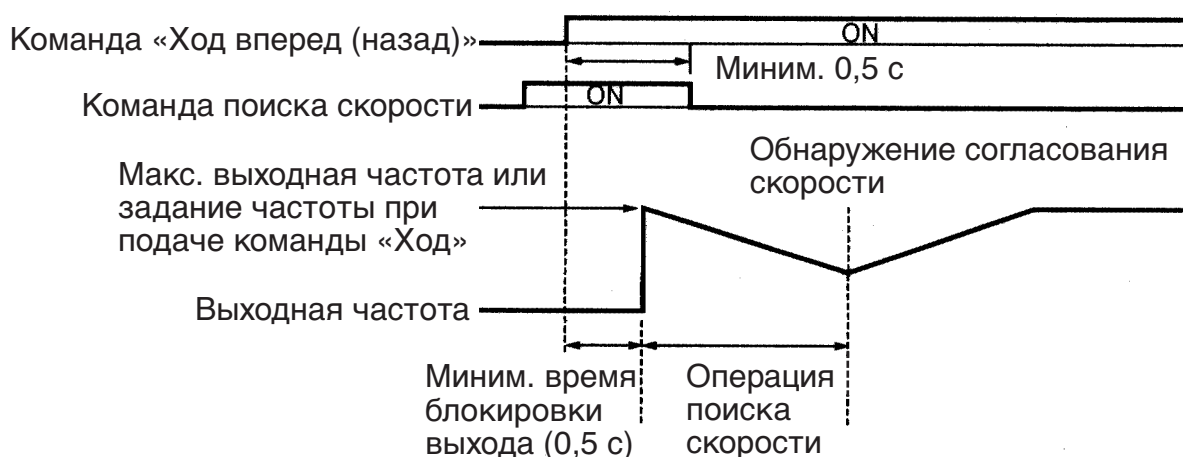 Команда «Ход вперед (назад)»
ON
Миним. 0,5 с
Команда поиска скорости
ON
Обнаружение согласования
скорости
Макс. выходная частота или
задание частоты при
подаче команды «Ход»
Выходная частота
Миним. время
блокировки
выхода (0,5 с)
Операция
поиска
скорости